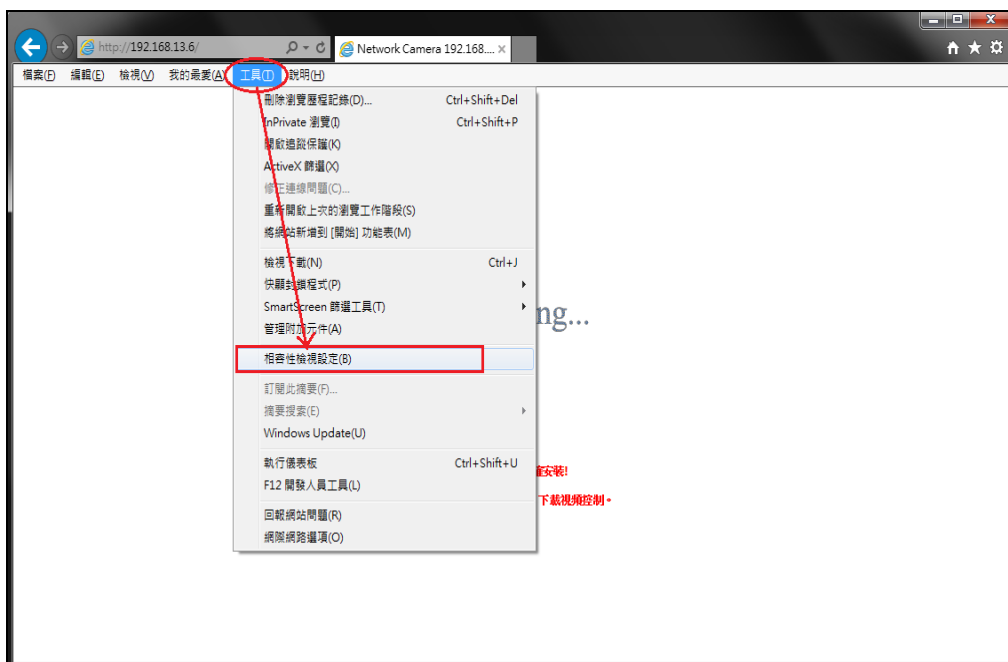 http://192.168.13.6/
Network Camera 192.168....
檔案(F) 編輯(E) 檢視(V) 我的最愛(A) 工具(T) 說明(H)
刪除瀏覽歷程記錄(D)... Ctrl+Shift+Del
InPrivate 瀏覽(I) Ctrl+Shift+P
開啟追蹤保護(K)
ActiveX 篩選(X)
修正連線問題(C)...
重新開啟上次的瀏覽工作階段(S)
將網站新增到 [開始] 功能表(M)
檢視下載(N) Ctrl+J
快顯封鎖程式(P)
SmartScreen 篩選工具(T)
ng...
管理附加元件(A)
相容性檢視設定(B)
訂閱此摘要(F)...
摘要搜索(E)
Windows Update(U)
執行儀表板 Ctrl+Shift+U
安裝!
F12 開發人員工具(L)
下載視頻控制。
回報網站問題(R)
網際網路選項(O)